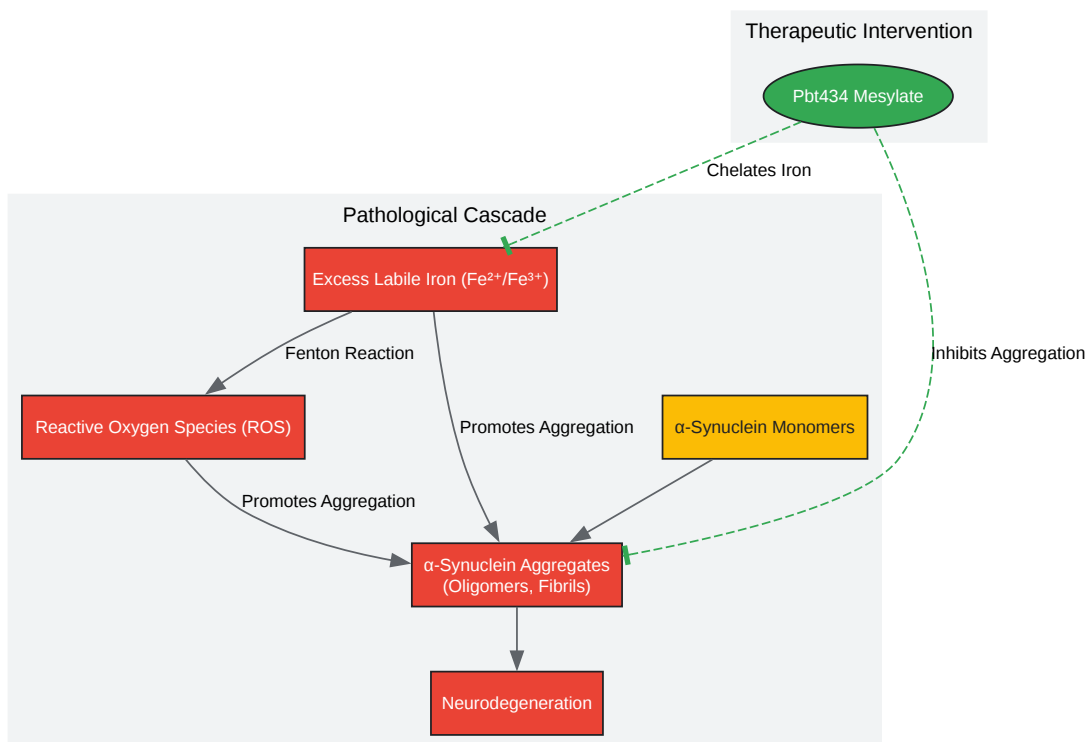 Therapeutic Intervention
Pbt434 Mesylate
Chelates Iron
Pathological Cascade
Excess Labile Iron (Fe²⁺/Fe³⁺)
Fenton Reaction
Inhibits Aggregation
Reactive Oxygen Species (ROS)
Promotes Aggregation
α-Synuclein Monomers
Promotes Aggregation
α-Synuclein Aggregates
(Oligomers, Fibrils)
Neurodegeneration